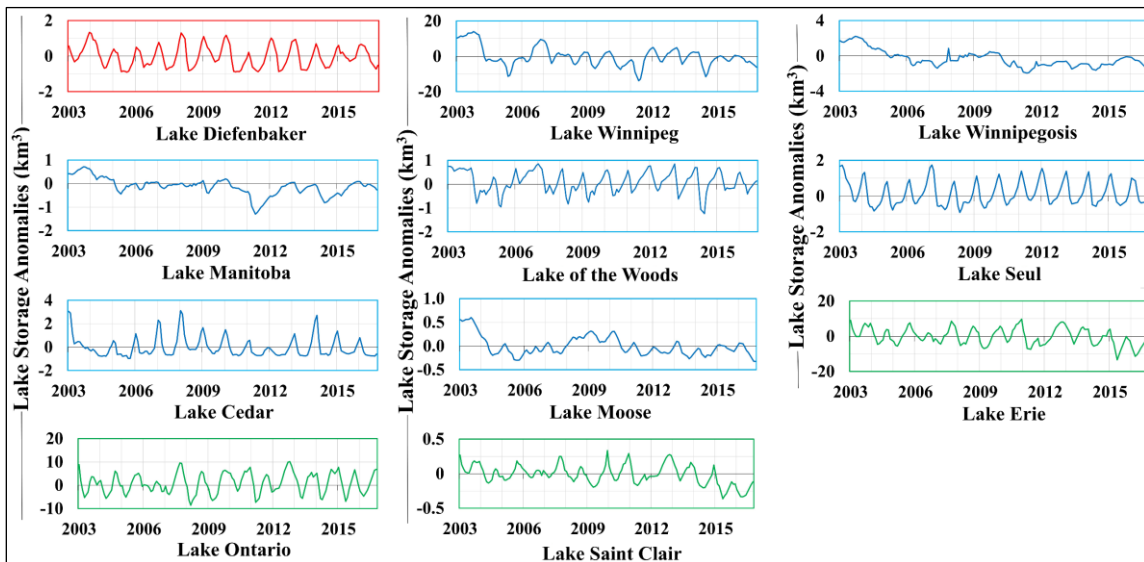 Lake Storage Anomalies (km³)
2
0
-2
2003 2006 2009 2012 2015
Lake Diefenbaker
1
0
-1
-2
2003 2006 2009 2012 2015
Lake Manitoba
4
2
0
-2
2003 2006 2009 2012 2015
Lake Cedar
20
10
0
-10
2003 2006 2009 2012 2015
Lake Ontario
Lake Storage Anomalies (km³)
20
0
-20
2003 2006 2009 2012 2015
Lake Winnipeg
1
0
-1
-2
2003 2006 2009 2012 2015
Lake of the Woods
1.0
0.5
0.0
-0.5
2003 2006 2009 2012 2015
Lake Moose
0.5
0
-0.5
2003 2006 2009 2012 2015
Lake Saint Clair
Lake Storage Anomalies (km³)
4
0
-4
2003 2006 2009 2012 2015
Lake Winnipegosis
2
0
-2
2003 2006 2009 2012 2015
Lake Seul
20
0
-20
2003 2006 2009 2012 2015
Lake Erie